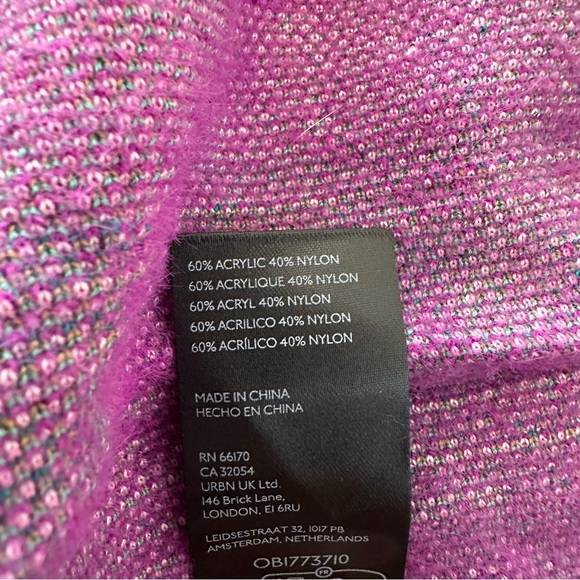 60% ACRYLIC 40% NYLON
60% ACRYLIQUE 40% NYLON
60% ACRYL 40% NYLON
60% ACRILICO 40% NYLON
60% ACRÍLICO 40% NYLON
MADE IN CHINA
HECHO EN CHINA
RN 66170
CA 32054
URBN UK Ltd.
146 Brick Lane,
LONDON, E1 6RU
LEIDSESTRAAT 32, 1017 PB
AMSTERDAM, NETHERLANDS
OB1773710
FR